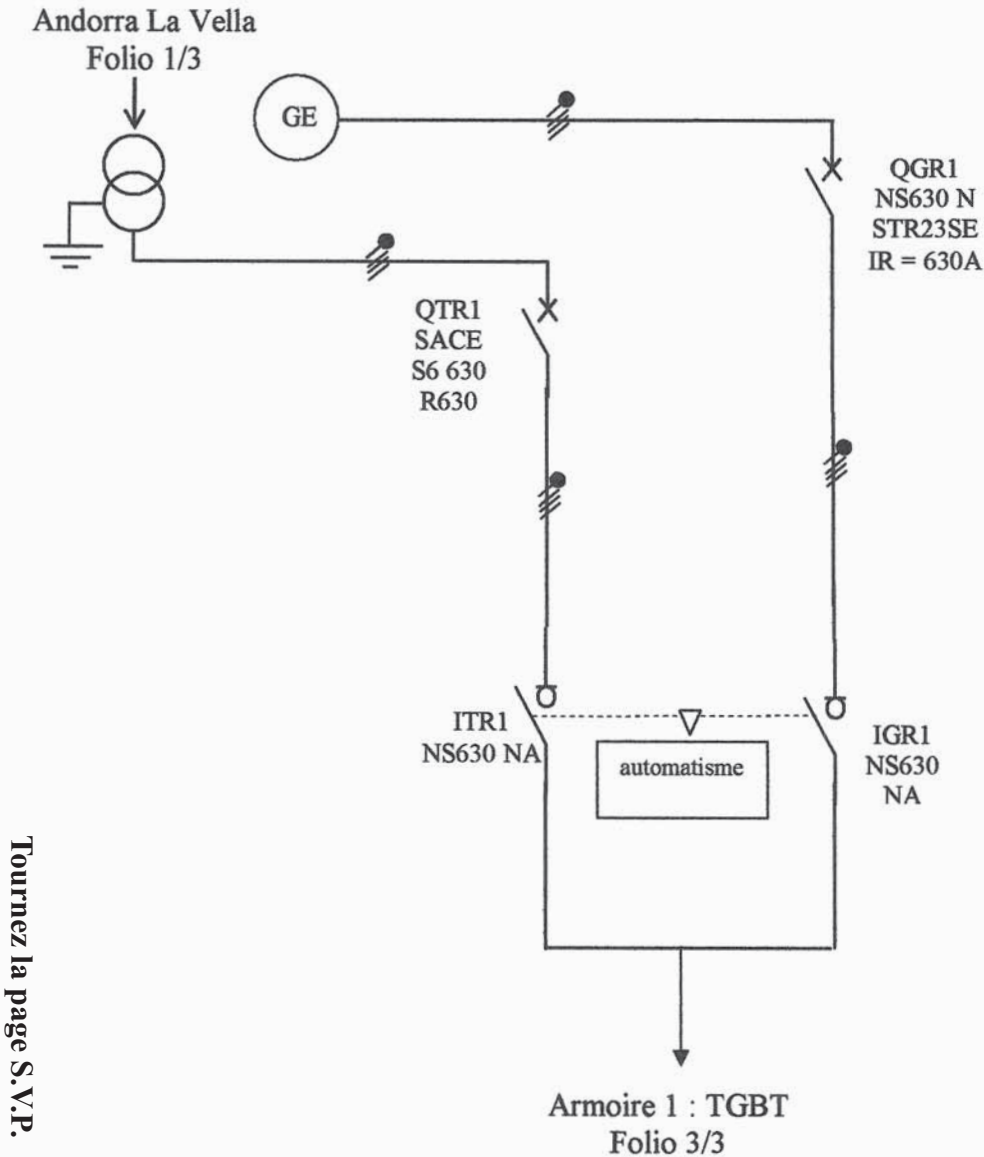 Andorra La Vella
Folio 1/3
GE
QGR1
NS630 N
STR23SE
IR = 630A
QTR1
SACE
S6 630
R630
ITR1
NS630 NA
automatisme
IGR1
NS630
NA
Armoire 1 : TGBT
Folio 3/3
Tournez la page S.V.P.